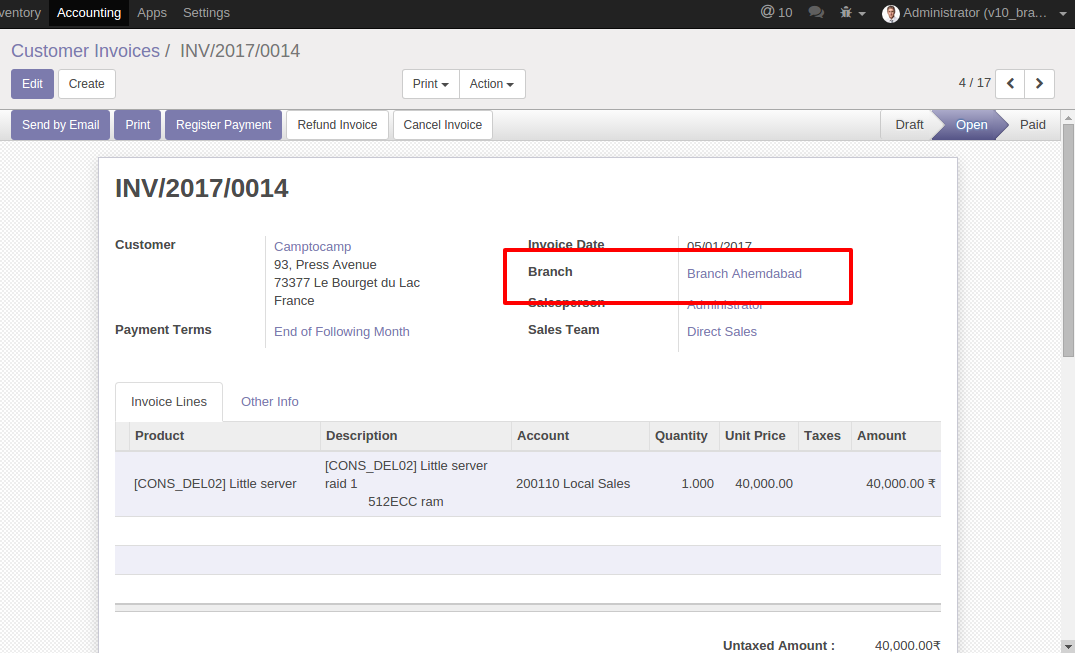 ventory Accounting Apps Settings @ 10 Administrator (v10_bra...
Customer Invoices / INV/2017/0014
Edit Create Print Action 4 / 17
Send by Email Print Register Payment Refund Invoice Cancel Invoice Draft Open Paid
INV/2017/0014
Customer Camptocamp
93, Press Avenue
73377 Le Bourget du Lac
France
Payment Terms End of Following Month
Invoice Date 05/01/2017
Branch Branch Ahemdabad
Salesperson Administrator
Sales Team Direct Sales
Invoice Lines Other Info
Product Description Account Quantity Unit Price Taxes Amount
[CONS_DEL02] Little server [CONS_DEL02] Little server
raid 1
512ECC ram 200110 Local Sales 1.000 40,000.00 40,000.00 ₹
Untaxed Amount : 40,000.00₹